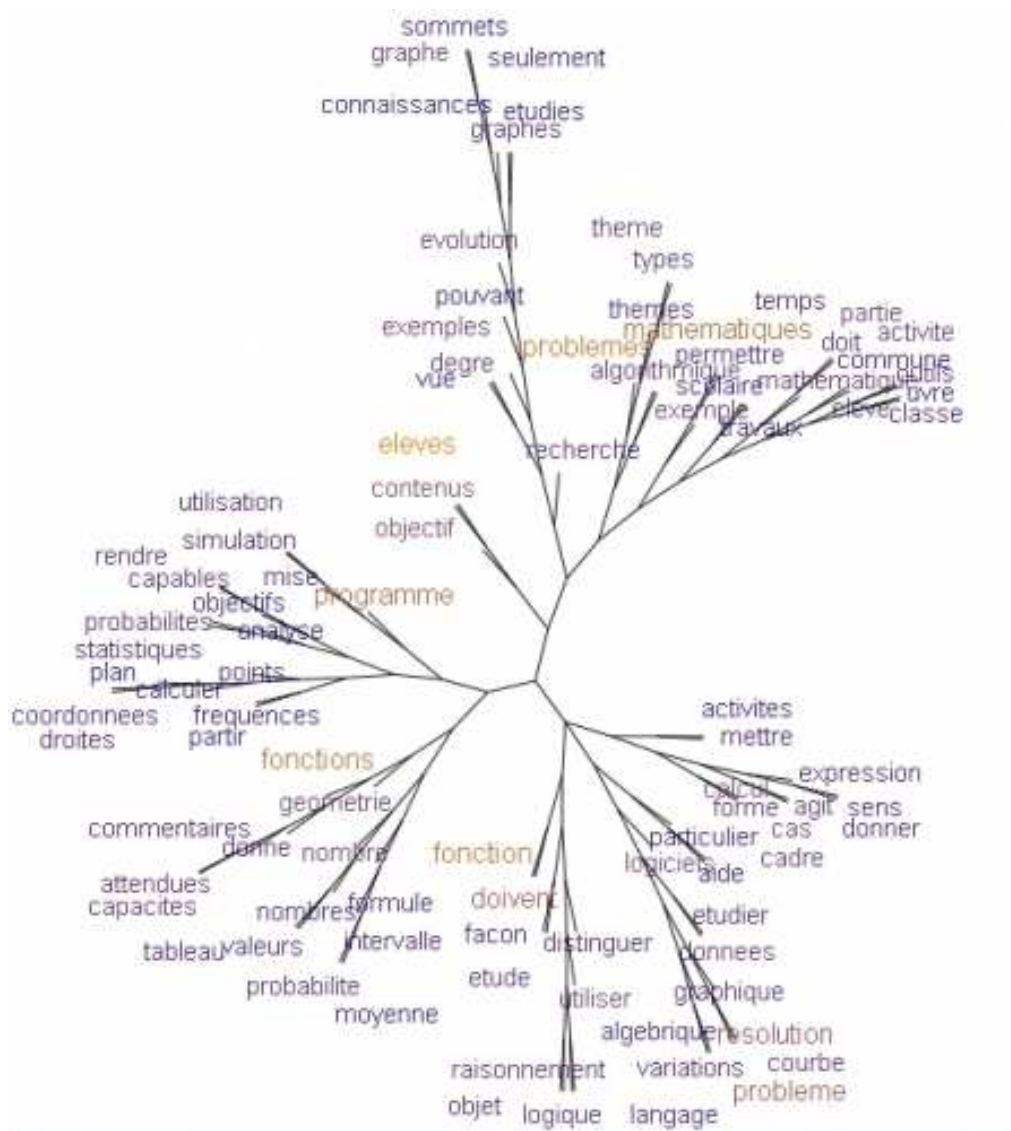 sommets
graphe
seulement
connaissances
etudies
graphes
theme
evolution
types
pouvant
themes
temps
partie
exemples
problemes
mathematiques
doit
activite
degre
algorithmique
permettre
commune
vue
scolaire
mathematique
exemple
eleve
livre
classe
travaux
eleves
recherche
contenus
utilisation
objectif
simulation
rendre
capables
mise
programme
objectifs
probabilites
analyse
statistiques
plan
points
calculer
coordonnees
frequences
activites
droites
partir
mettre
fonctions
expression
calcul
geometrie
forme
agit
sens
commentaires
cas
donner
particulier
donne
nombre
fonction
logiciels
cadre
aide
attendues
capacites
doivent
nombres
formule
etudier
tableau
valeurs
intervalle
facon
distinguer
donnees
probabilite
etude
utiliser
graphique
moyenne
algebrique
resolution
raisonnement
variations
courbe
probleme
objet
logique
langage